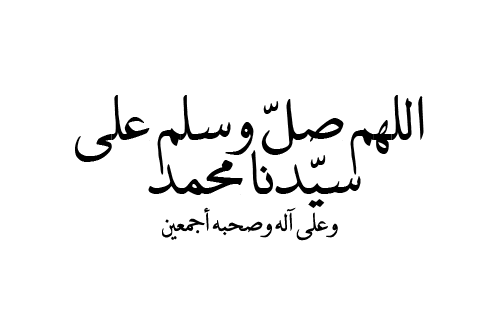 اللهم صلّ وسلم على
سيّدنا محمد
وعلى آله وصحبه أجمعين